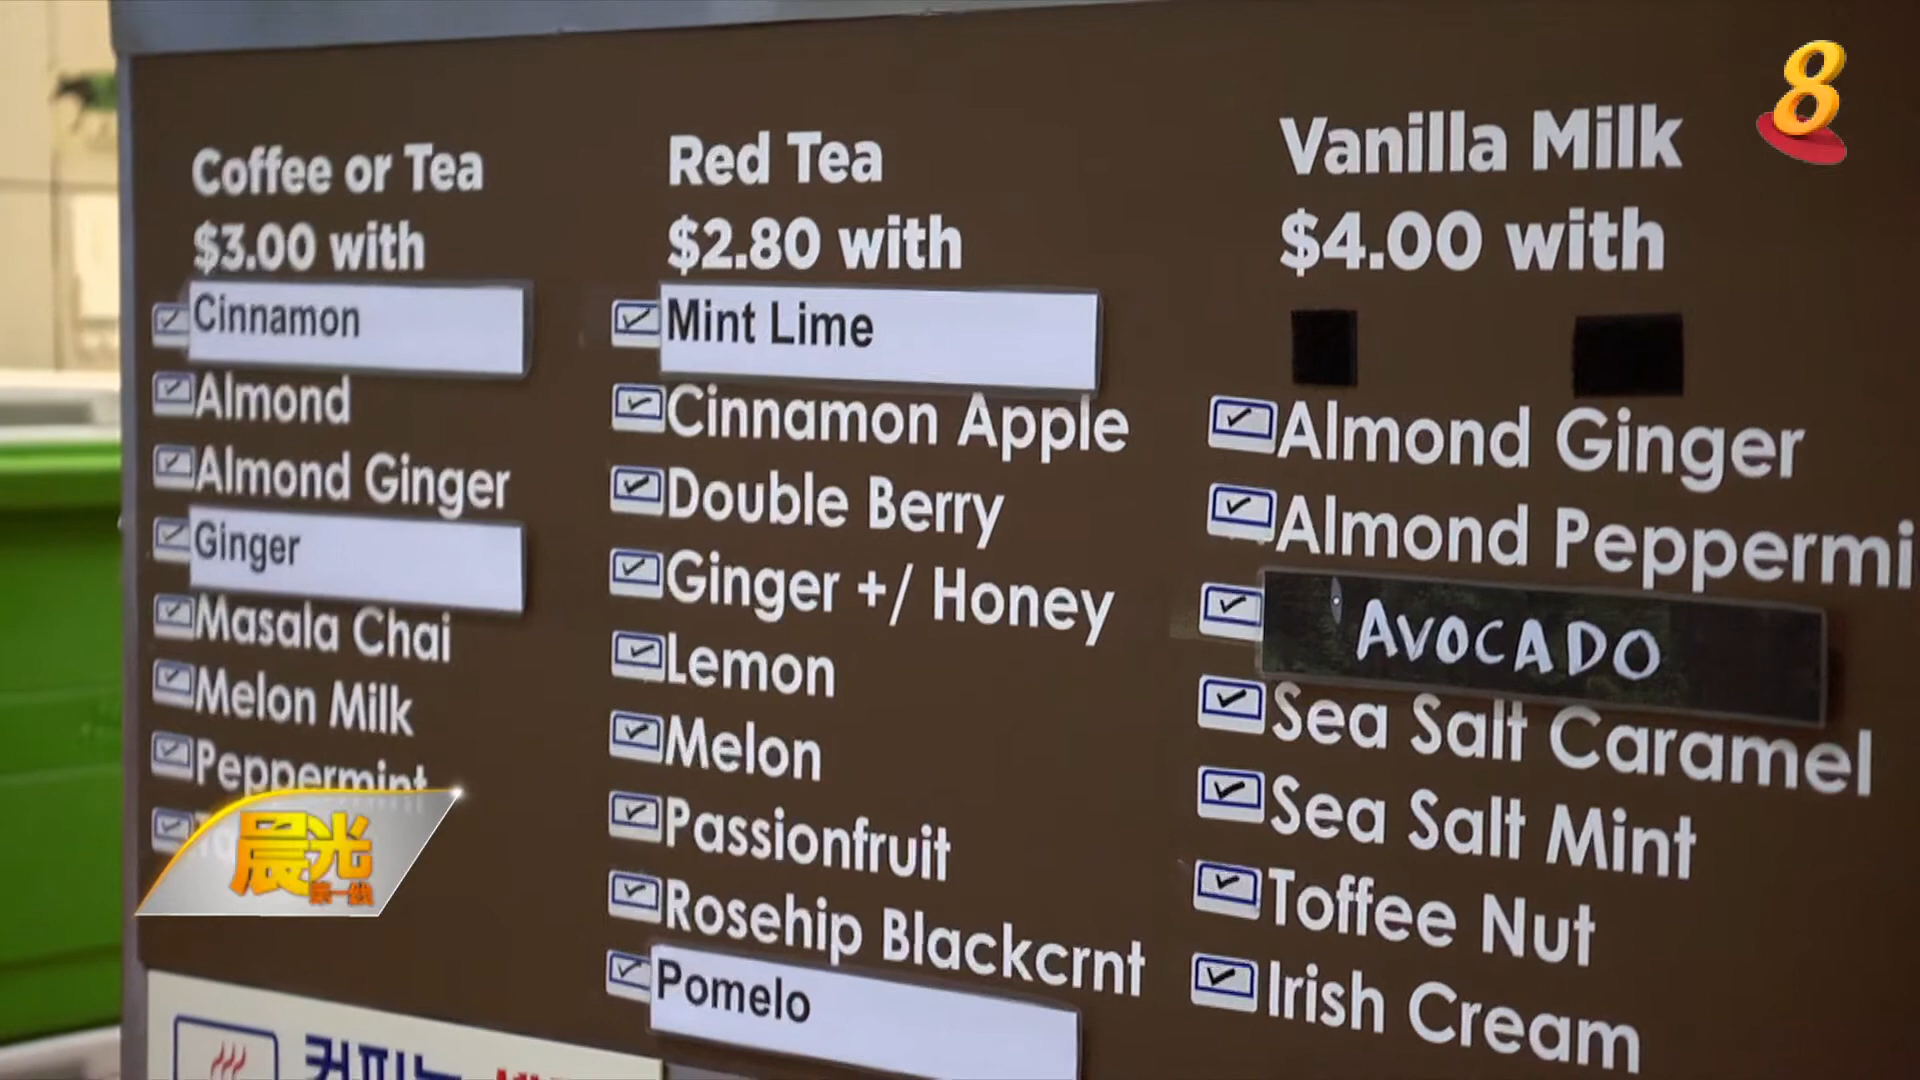 8
Coffee or Tea
$3.00 with
Cinnamon
Almond
Almond Ginger
Ginger
Masala Chai
Melon Milk
Peppermint
Red Tea
$2.80 with
Mint Lime
Cinnamon Apple
Double Berry
Ginger +/ Honey
Lemon
Melon
Passionfruit
Rosehip Blackcrnt
Pomelo
Vanilla Milk
$4.00 with
Almond Ginger
Almond Peppermi
AVOCADO
Sea Salt Caramel
Sea Salt Mint
Toffee Nut
Irish Cream
晨光
第一线